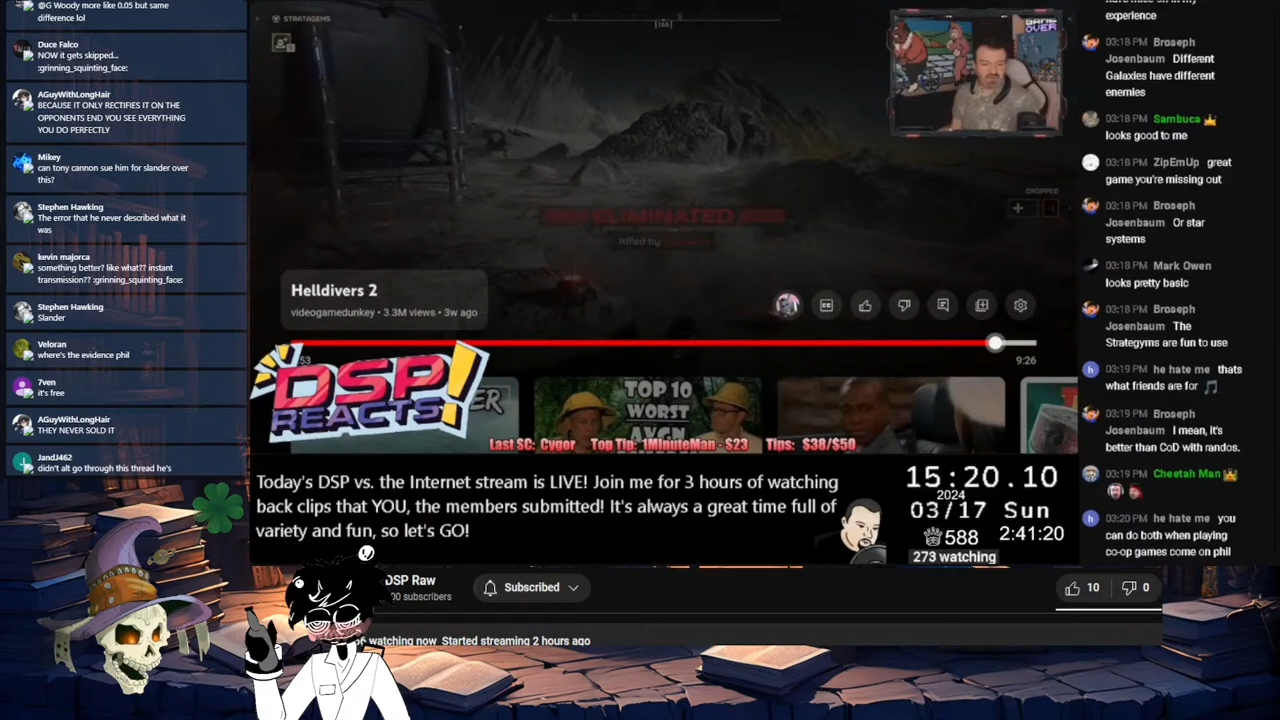 @G Woody more like 0.05 but same
difference lol
Duce Falco
NOW it gets skipped...
:grinning_squinting_face:
AGuyWithLongHair
BECAUSE IT ONLY RECTIFIES IT ON THE
OPPONENTS END YOU SEE EVERYTHING
YOU DO PERFECTLY
Mikey
can tony cannon sue him for slander over
this?
Stephen Hawking
The error that he never described what it
was
kevin majorca
something better? like what?? instant
transmission?? :grinning_squinting_face:
Stephen Hawking
Slander
Veloran
where's the evidence phil
7ven
it's free
AGuyWithLongHair
THEY NEVER SOLD IT
JandJ462
didn't alt go through this thread he's
STRATAGEMS
GAME
OVER
DROPPED
ELIMINATED
Killed by
Helldivers 2
videogamedunkey • 3.3M views • 3w ago
CC
53
9:26
DSP
REACTS!
TOP 10
WORST
AVGN
Last SC: Cygor Top Tip: 1MinuteMan - $23 Tips: $38/$50
Today's DSP vs. the Internet stream is LIVE! Join me for 3 hours of watching
back clips that YOU, the members submitted! It's always a great time full of
variety and fun, so let's GO!
15:20.10
2024
03/17 Sun
588
2:41:20
273 watching
DSP Raw
00 subscribers
Subscribed
10
0
watching now Started streaming 2 hours ago
experience
03:18 PM Broseph
Josenbaum Different
Galaxies have different
enemies
03:18 PM Sambuca
looks good to me
03:18 PM ZipEmUp great
game you're missing out
03:18 PM Broseph
Josenbaum Or star
systems
03:18 PM Mark Owen
looks pretty basic
03:18 PM Broseph
Josenbaum The
Strategyms are fun to use
03:19 PM he hate me thats
what friends are for 🎵
03:19 PM Broseph
Josenbaum I mean, it's
better than CoD with randos.
03:19 PM Cheetah Man
03:20 PM he hate me you
can do both when playing
co-op games come on phil